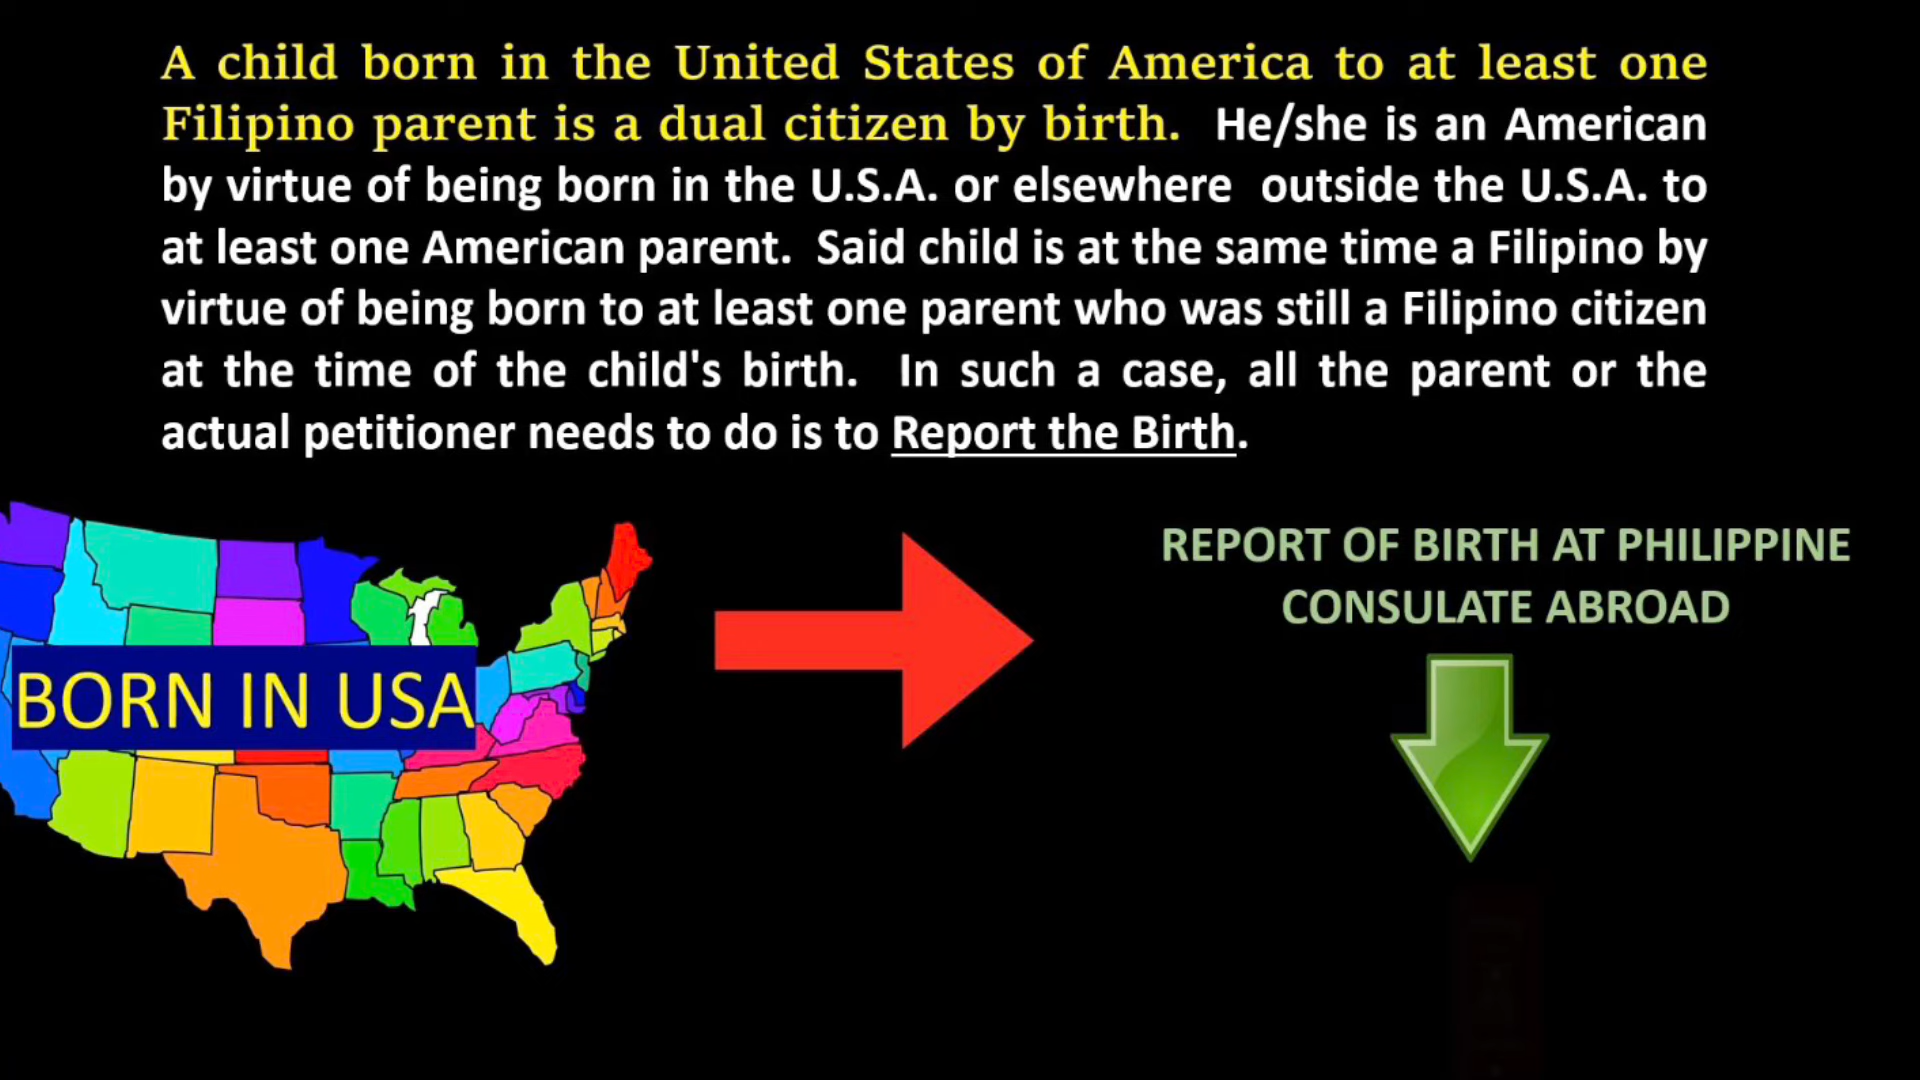 A child born in the United States of America to at least one
Filipino parent is a dual citizen by birth. He/she is an American
by virtue of being born in the U.S.A. or elsewhere outside the U.S.A. to
at least one American parent. Said child is at the same time a Filipino by
virtue of being born to at least one parent who was still a Filipino citizen
at the time of the child's birth. In such a case, all the parent or the
actual petitioner needs to do is to Report the Birth.
REPORT OF BIRTH AT PHILIPPINE
CONSULATE ABROAD
BORN IN USA